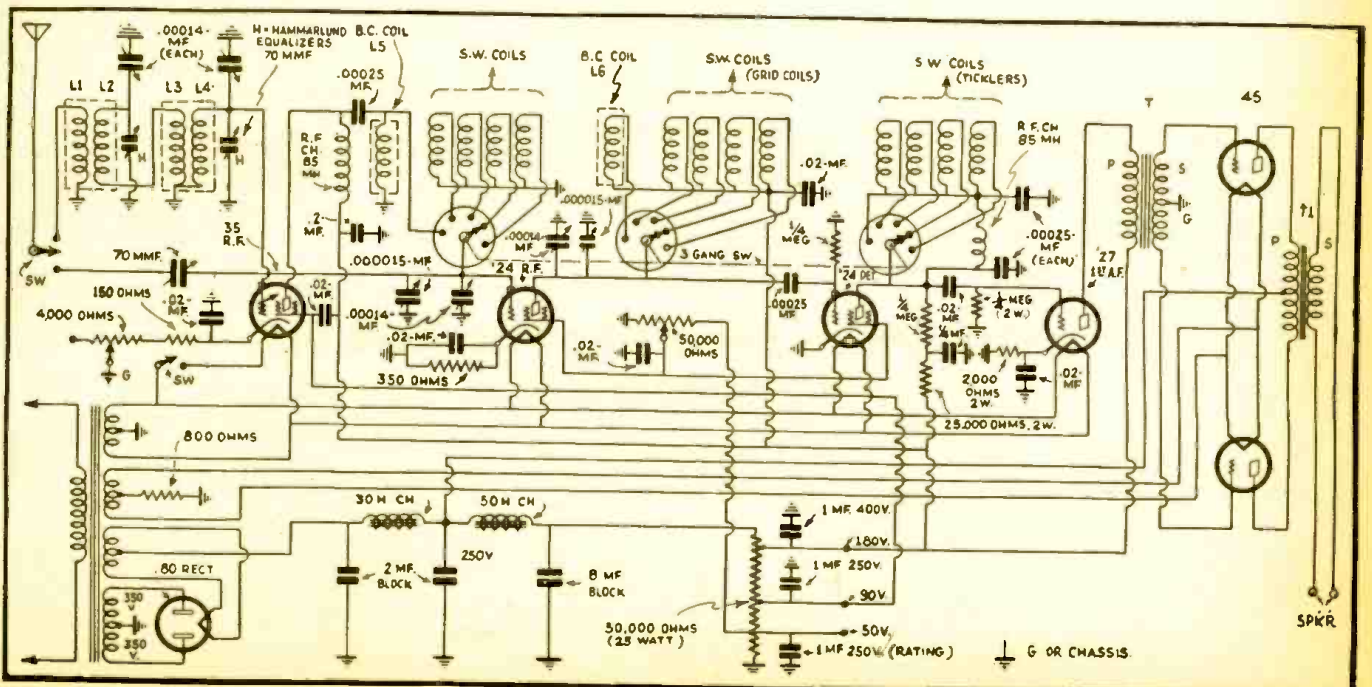 .00014-
MF
(EACH)
H = HAMMARLUND
EQUALIZERS
70 MMF.
B.C. COIL
L5
.00025
MF.
S.W. COILS
B.C COIL
L6
S.W. COILS
(GRID COILS)
S W COILS
(TICKLERS)
R F. CH
85 MH
T
45
L1 L2
L3 L4
H
H
R.F.
CH
85
MH
.02-MF.
P
S
G
T1
P
S
35
R.F.
.2
MF.
.000015-MF
.00014
MF
1/4
MEG
3 GANG SW.
.00025-
MF
(EACH)
'27
1ST A.F.
SW
70 MMF.
.000015-MF
'24 R.F.
'24 DET
150 OHMS
.02-
MF.
.02-
MF.
.00014-
MF
.00025
MF
1/4
MEG
.02-
MF
MEG
(2 W.)
4,000 OHMS
.02-MF.
.02-
MF.
50,000
OHMS
1/4 MF.
G
SW
350 OHMS
2000
OHMS
2 W.
.02-
MF
25,000 OHMS, 2 W.
800 OHMS
30 H CH
50 H CH
250V
1 MF. 400V.
180V.
.80 RECT
2 MF.
BLOCK
8 MF
BLOCK
1 MF 250V.
90V.
350
V
350
V.
30,000 OHMS
(25 WATT)
50V.
1 MF 250V. (RATING)
G OR CHASSIS.
SPKR